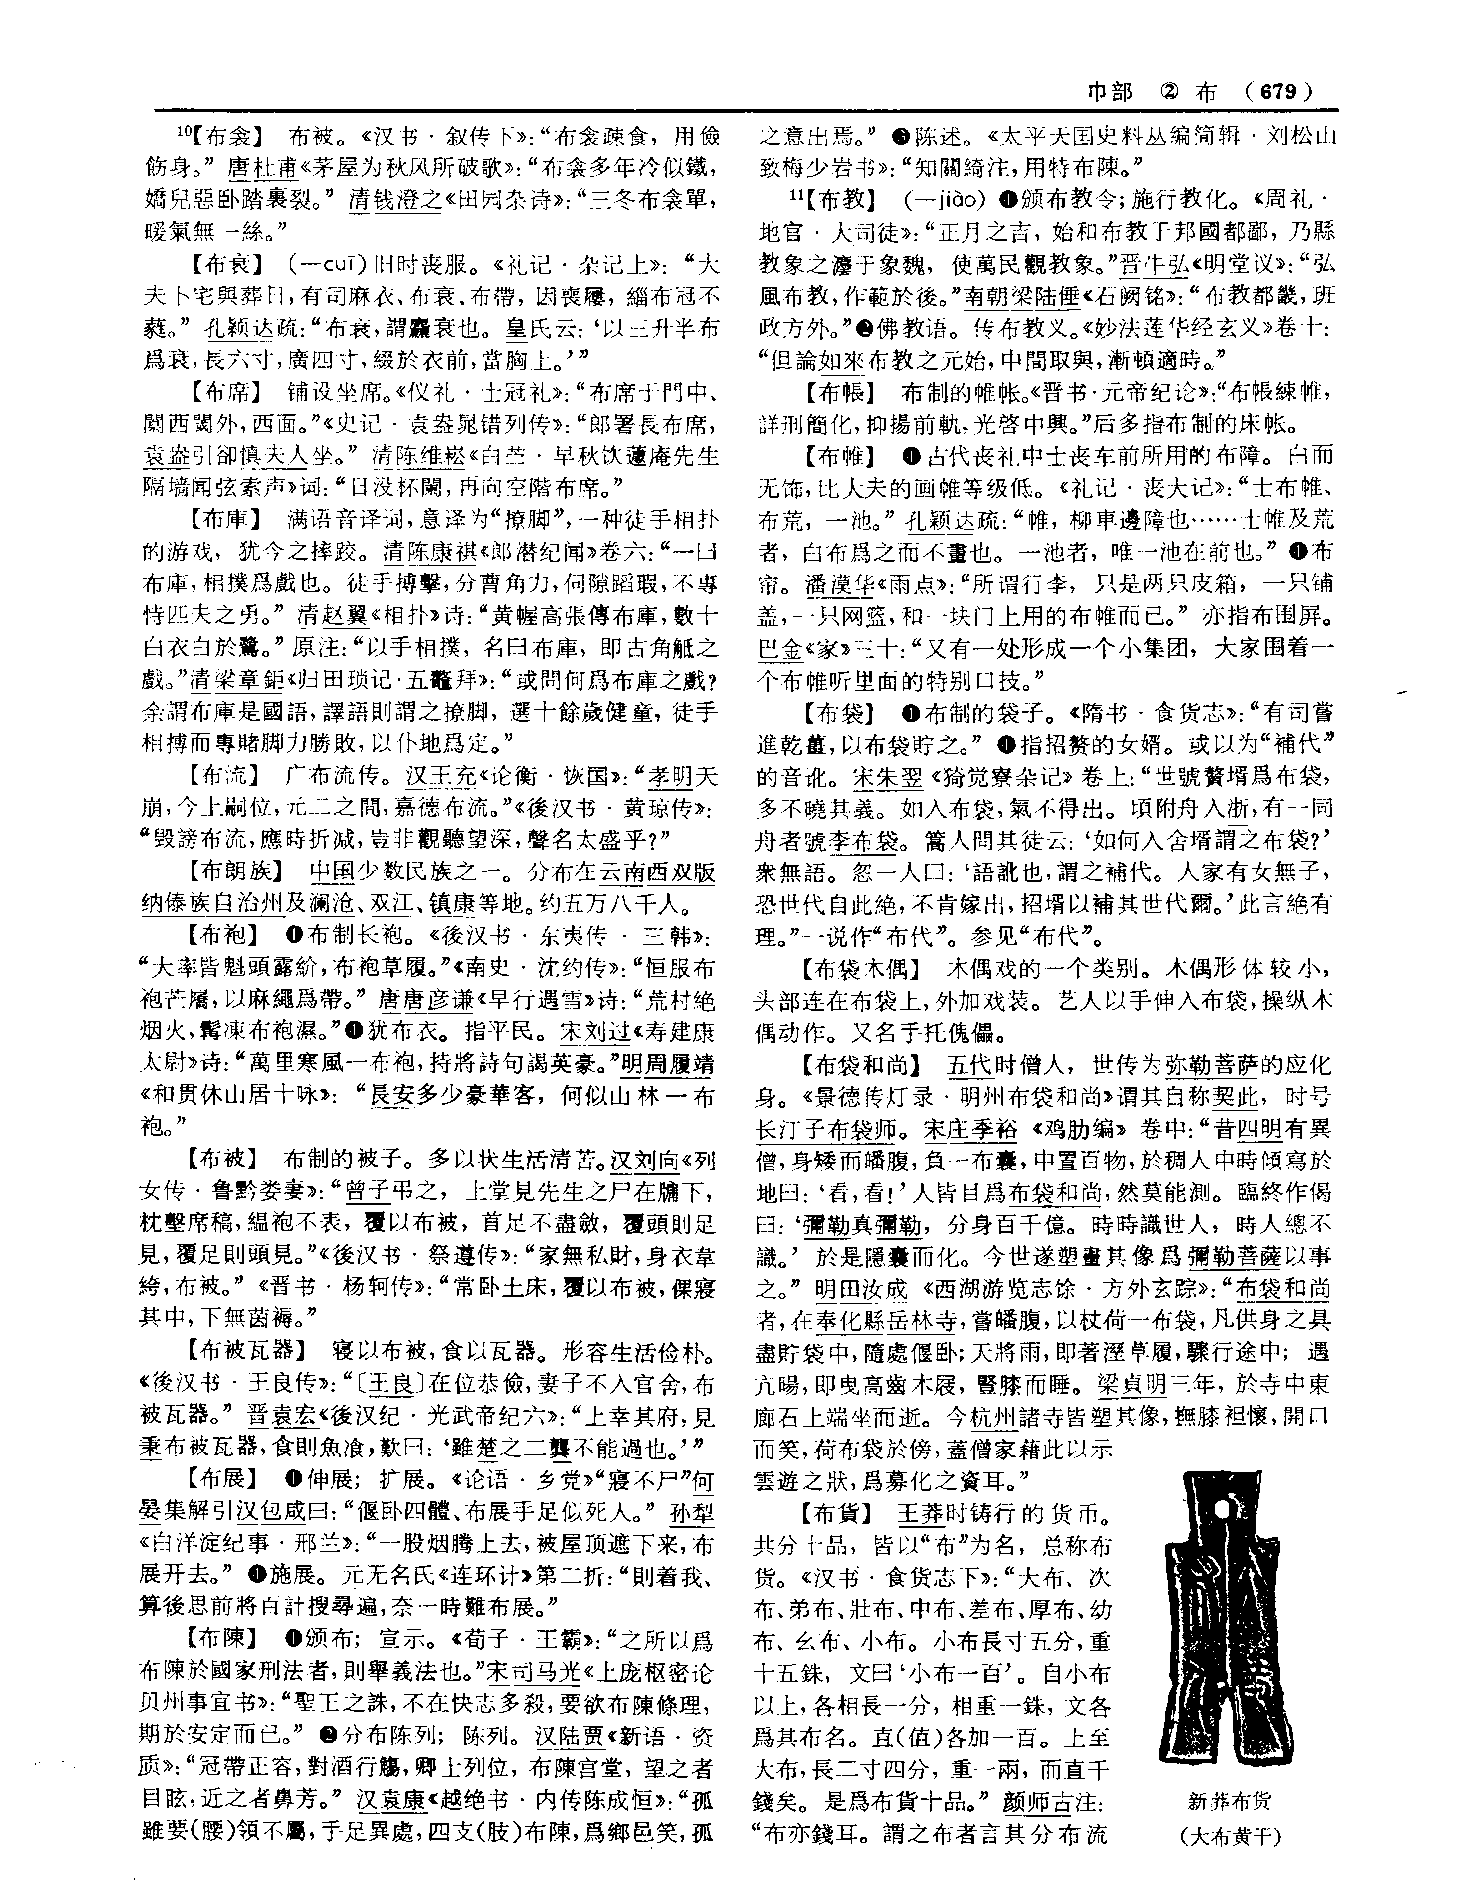 巾部 ② 布 (679)
¹⁰【布衾】 布被。《汉书·叙传下》：“布衾疎食，用儉
飭身。” 唐杜甫《茅屋为秋风所破歌》：“布衾多年冷似鐵，
嬌兒惡卧踏裏裂。” 清钱澄之《田园杂诗》：“三冬布衾單，
暖氣無一絲。”
【布衰】 (—cuī)旧时丧服。《礼记·杂记上》：“大
夫卜宅與葬日，有司麻衣、布衰、布帶，因喪屨，緇布冠不
蕤。” 孔颖达疏：“布衰，謂麤衰也。皇氏云：‘以三升半布
爲衰，長六寸，廣四寸，綴於衣前，當胸上。’”
【布席】 铺设坐席。《仪礼·士冠礼》：“布席于門中、
闑西閾外，西面。”《史记·袁盎晁错列传》：“郎署長布席，
袁盎引卻慎夫人坐。” 清陈维崧《白苎·早秋饮蘧庵先生
隔墙闻弦索声》词：“日没杯闌，再向空階布席。”
【布庫】 满语音译词，意译为“撩脚”，一种徒手相扑
的游戏，犹今之摔跤。清陈康祺《郎潜纪闻》卷六：“一曰
布庫，相撲爲戲也。徒手搏擊，分曹角力，伺隙蹈瑕，不專
恃匹夫之勇。” 清赵翼《相扑》诗：“黄幄高張傳布庫，數十
白衣白於鷺。” 原注：“以手相撲，名曰布庫，即古角觝之
戲。”清梁章鉅《归田琐记·五鼇拜》：“或問何爲布庫之戲？
余謂布庫是國語，譯語則謂之撩脚，選十餘歲健童，徒手
相搏而專賭脚力勝敗，以仆地爲定。”
【布流】 广布流传。汉王充《论衡·恢国》：“孝明天
崩，今上嗣位，元二之間，嘉德布流。”《後汉书·黄琼传》：
“毁謗布流，應時折减，豈非觀聽望深，聲名太盛乎？”
【布朗族】 中国少数民族之一。分布在云南西双版
纳傣族自治州及澜沧、双江、镇康等地。约五万八千人。
【布袍】 ❶布制长袍。《後汉书·东夷传·三韩》：
“大率皆魁頭露紒，布袍草履。”《南史·沈约传》：“恒服布
袍芒屩，以麻繩爲帶。” 唐唐彦谦《早行遇雪》诗：“荒村绝
烟火，髯凍布袍濕。”❶犹布衣。指平民。宋刘过《寿建康
太尉》诗：“萬里寒風一布袍，持將詩句謁英豪。”明周履靖
《和贯休山居十咏》：“長安多少豪華客，何似山林一布
袍。”
【布被】 布制的被子。多以状生活清苦。汉刘向《列
女传·鲁黔娄妻》：“曾子弔之，上堂見先生之尸在牖下，
枕墼席稿，緼袍不表，覆以布被，首足不盡斂，覆頭則足
見，覆足則頭見。”《後汉书·祭遵传》：“家無私財，身衣韋
絝，布被。” 《晋书·杨轲传》：“常卧土床，覆以布被，倮寢
其中，下無茵褥。”
【布被瓦器】 寝以布被，食以瓦器。形容生活俭朴。
《後汉书·王良传》：“〔王良〕在位恭儉，妻子不入官舍，布
被瓦器。” 晋袁宏《後汉纪·光武帝纪六》：“上幸其府，見
秉布被瓦器，食則魚飡，歎曰：‘雖楚之二龔不能過也。’”
【布展】 ❶伸展；扩展。《论语·乡党》“寢不尸”何
晏集解引汉包咸曰：“偃卧四體、布展手足似死人。” 孙犁
《白洋淀纪事·邢兰》：“一股烟腾上去，被屋顶遮下来，布
展开去。” ❶施展。元无名氏《连环计》第二折：“則着我、
算後思前將百計搜尋遍，奈一時難布展。”
【布陳】 ❶颁布；宣示。《荀子·王霸》：“之所以爲
布陳於國家刑法者，則舉義法也。”宋司马光《上庞枢密论
贝州事宜书》：“聖王之誅，不在快志多殺，要欲布陳條理，
期於安定而已。” ❷分布陈列；陈列。汉陆贾《新语·资
质》：“冠帶正容，對酒行觴，卿士列位，布陳宫堂，望之者
目眩，近之者鼻芳。” 汉袁康《越绝书·内传陈成恒》：“孤
雖要(腰)領不屬，手足異處，四支(肢)布陳，爲鄉邑笑，孤
之意出焉。” ❸陈述。《太平天国史料丛编简辑·刘松山
致梅少岩书》：“知關綺注，用特布陳。”
¹¹【布教】 (—jiào) ❶颁布教令；施行教化。《周礼·
地官·大司徒》：“正月之吉，始和布教于邦國都鄙，乃縣
教象之灋于象魏，使萬民觀教象。”晋牛弘《明堂议》：“弘
風布教，作範於後。”南朝梁陆倕《石阙铭》：“布教都畿，班
政方外。”❷佛教语。传布教义。《妙法莲华经玄义》卷十：
“但論如來布教之元始，中間取與，漸頓適時。”
【布帳】 布制的帷帐。《晋书·元帝纪论》：“布帳練帷，
詳刑簡化，抑揚前軌，光啓中興。”后多指布制的床帐。
【布帷】 ❶古代丧礼中士丧车前所用的布障。白而
无饰，比大夫的画帷等级低。《礼记·丧大记》：“士布帷、
布荒，一池。” 孔颖达疏：“帷，柳車邊障也……士帷及荒
者，白布爲之而不畫也。一池者，唯一池在前也。” ❶布
帘。潘漠华《雨点》：“所谓行李，只是两只皮箱，一只铺
盖，一只网篮，和一块门上用的布帷而已。” 亦指布围屏。
巴金《家》三十：“又有一处形成一个小集团，大家围着一
个布帷听里面的特别口技。”
【布袋】 ❶布制的袋子。《隋书·食货志》：“有司嘗
進乾薑，以布袋貯之。” ❶指招赘的女婿。或以为“補代”
的音讹。宋朱翌《猗觉寮杂记》卷上：“世號贅壻爲布袋，
多不曉其義。如入布袋，氣不得出。頃附舟入浙，有一同
舟者號李布袋。篙人問其徒云：‘如何入舍壻謂之布袋？’
衆無語。忽一人曰：‘語訛也，謂之補代。人家有女無子，
恐世代自此絶，不肯嫁出，招壻以補其世代爾。’此言絶有
理。”一说作“布代”。参见“布代”。
【布袋木偶】 木偶戏的一个类别。木偶形体较小，
头部连在布袋上，外加戏装。艺人以手伸入布袋，操纵木
偶动作。又名手托傀儡。
【布袋和尚】 五代时僧人，世传为弥勒菩萨的应化
身。《景德传灯录·明州布袋和尚》谓其自称契此，时号
长汀子布袋师。宋庄季裕《鸡肋编》卷中：“昔四明有異
僧，身矮而皤腹，負一布囊，中置百物，於稠人中時傾寫於
地曰：‘看，看！’人皆目爲布袋和尚，然莫能測。臨終作偈
曰：‘彌勒真彌勒，分身百千億。時時識世人，時人總不
識。’ 於是隱囊而化。今世遂塑畫其像爲彌勒菩薩以事
之。” 明田汝成《西湖游览志馀·方外玄踪》：“布袋和尚
者，在奉化縣岳林寺，嘗皤腹，以杖荷一布袋，凡供身之具
盡貯袋中，隨處偃卧；天將雨，即著溼草履，驟行途中；遇
亢暘，即曳高齒木屐，豎膝而睡。梁貞明三年，於寺中東
廊石上端坐而逝。今杭州諸寺皆塑其像，撫膝袒懷，開口
而笑，荷布袋於傍，蓋僧家藉此以示
雲遊之狀，爲募化之資耳。”
【布貨】 王莽时铸行的货币。
共分十品，皆以“布”为名，总称布
货。《汉书·食货志下》：“大布、次
布、弟布、壯布、中布、差布、厚布、幼
布、幺布、小布。小布長寸五分，重
十五銖，文曰‘小布一百’。自小布
以上，各相長一分，相重一銖，文各
爲其布名。直(值)各加一百。上至
大布，長二寸四分，重一兩，而直千
錢矣。是爲布貨十品。” 颜师古注：
“布亦錢耳。謂之布者言其分布流
新莽布货
(大布黄千)